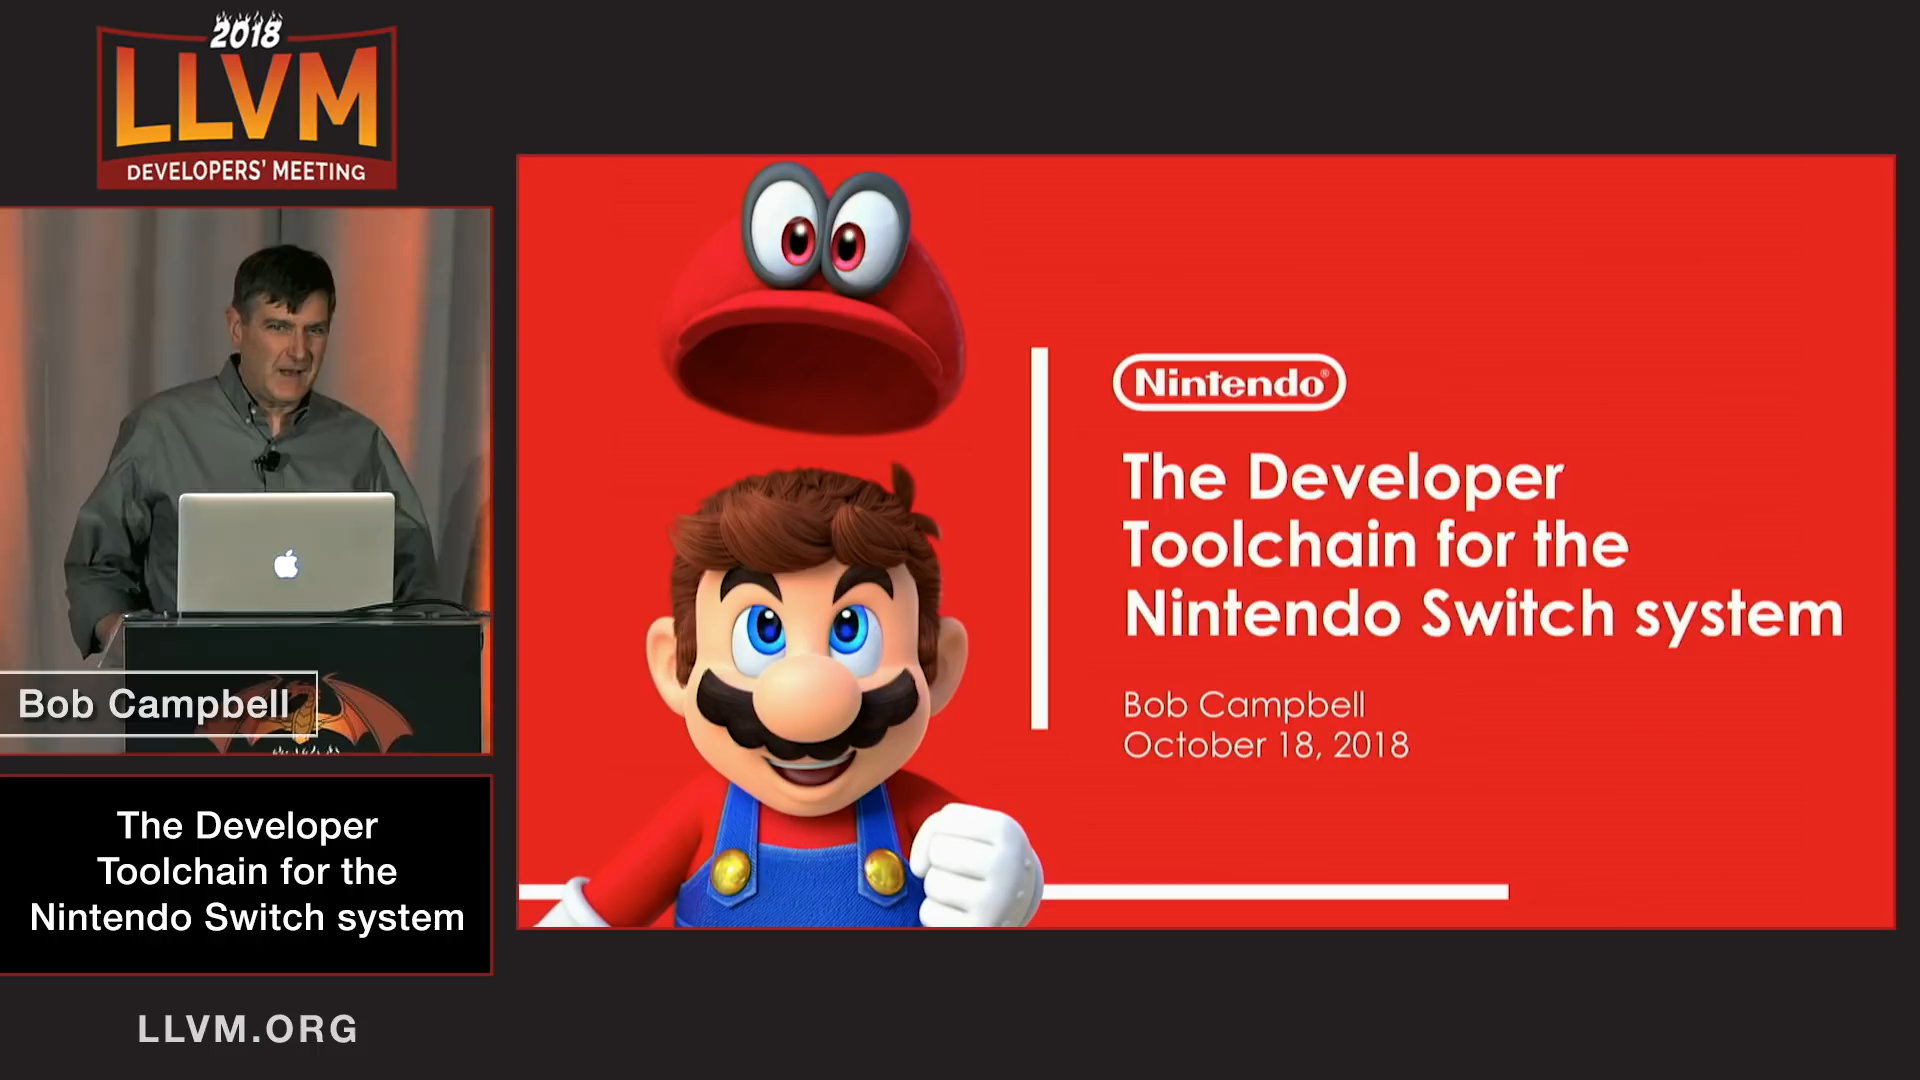 2018
LLVM
DEVELOPERS' MEETING
Bob Campbell
The Developer
Toolchain for the
Nintendo Switch system
LLVM.ORG
Nintendo®
The Developer
Toolchain for the
Nintendo Switch system
Bob Campbell
October 18, 2018